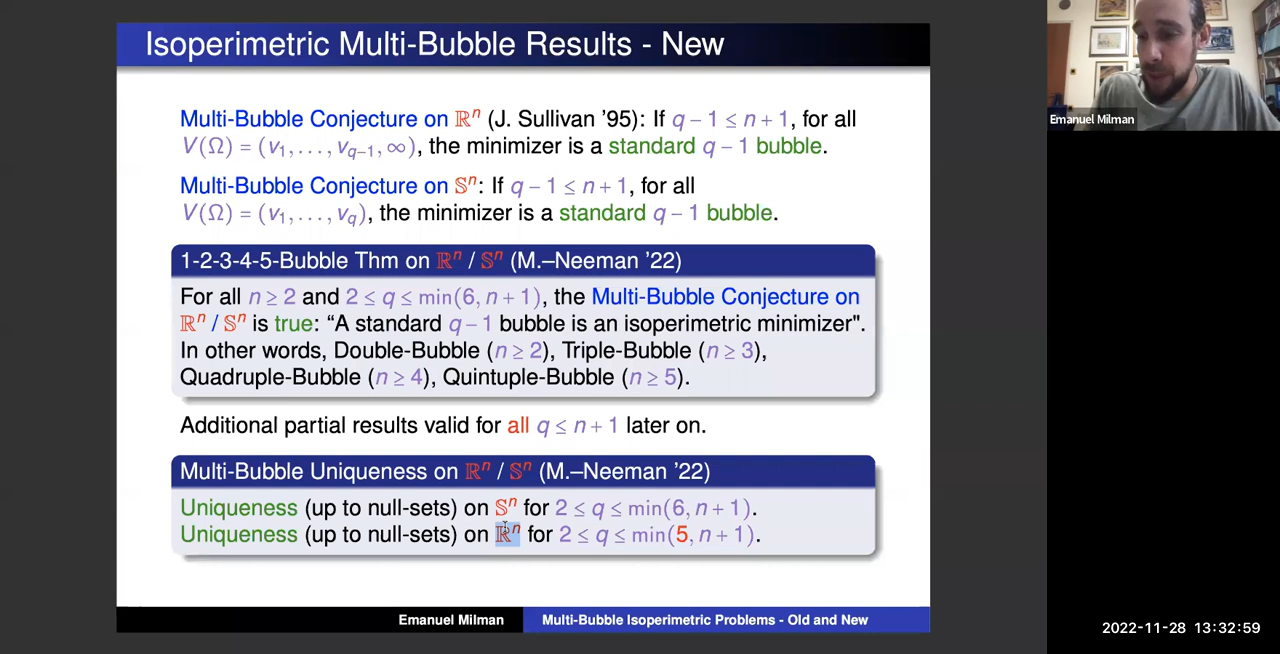 Isoperimetric Multi-Bubble Results - New
Multi-Bubble Conjecture on ℝⁿ (J. Sullivan '95): If q − 1 ≤ n + 1, for all
V(Ω) = (v₁, . . . , v_{q−1}, ∞), the minimizer is a standard q − 1 bubble.
Multi-Bubble Conjecture on 𝕊ⁿ: If q − 1 ≤ n + 1, for all
V(Ω) = (v₁, . . . , v_q), the minimizer is a standard q − 1 bubble.
1-2-3-4-5-Bubble Thm on ℝⁿ / 𝕊ⁿ (M.–Neeman '22)
For all n ≥ 2 and 2 ≤ q ≤ min(6, n + 1), the Multi-Bubble Conjecture on
ℝⁿ / 𝕊ⁿ is true: “A standard q − 1 bubble is an isoperimetric minimizer".
In other words, Double-Bubble (n ≥ 2), Triple-Bubble (n ≥ 3),
Quadruple-Bubble (n ≥ 4), Quintuple-Bubble (n ≥ 5).
Additional partial results valid for all q ≤ n + 1 later on.
Multi-Bubble Uniqueness on ℝⁿ / 𝕊ⁿ (M.–Neeman '22)
Uniqueness (up to null-sets) on 𝕊ⁿ for 2 ≤ q ≤ min(6, n + 1).
Uniqueness (up to null-sets) on ℝⁿ for 2 ≤ q ≤ min(5, n + 1).
Emanuel Milman
Multi-Bubble Isoperimetric Problems - Old and New
Emanuel Milman
2022-11-28 13:32:59